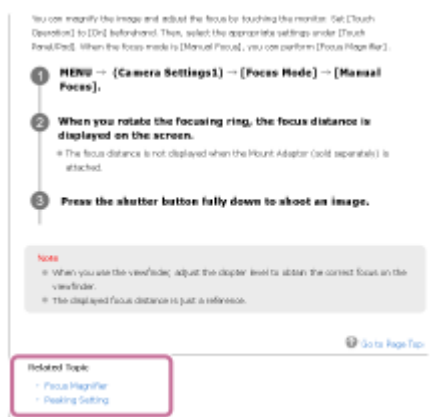 You can magnify the image and adjust the focus by touching the monitor. Set [Touch
Operation] to [On] beforehand. Then, select the appropriate settings under [Touch
Panel/Pad]. When the focus mode is [Manual Focus], you can perform [Focus Magnifier].
1 MENU → (Camera Settings1) → [Focus Mode] → [Manual
Focus].
2 When you rotate the focusing ring, the focus distance is
displayed on the screen.
The focus distance is not displayed when the Mount Adaptor (sold separately) is
attached.
3 Press the shutter button fully down to shoot an image.
Note
When you use the viewfinder, adjust the diopter level to obtain the correct focus on the
viewfinder.
The displayed focus distance is just a reference.
Go to Page Top
Related Topic
Focus Magnifier
Peaking Setting